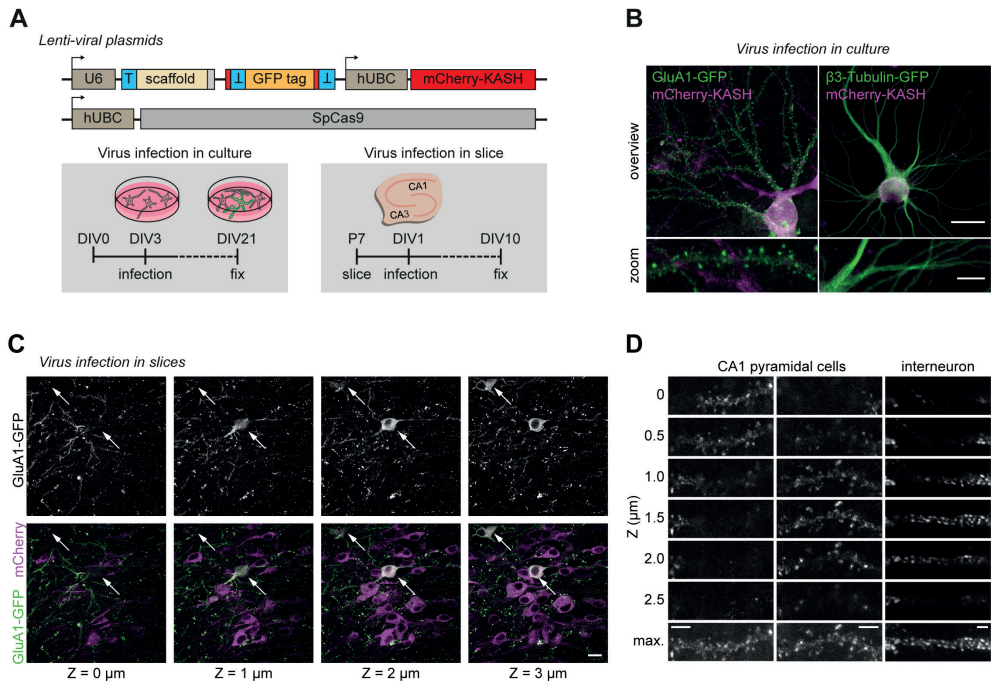 A
Lenti-viral plasmids
U6
T
scaffold
T
GFP tag
T
hUBC
mCherry-KASH
hUBC
SpCas9
Virus infection in culture
DIV0
DIV3
DIV21
infection
fix
Virus infection in slice
CA1
CA3
P7
DIV1
DIV10
slice
infection
fix
B
Virus infection in culture
GluA1-GFP
mCherry-KASH
β3-Tubulin-GFP
mCherry-KASH
overview
zoom
C
Virus infection in slices
GluA1-GFP
GluA1-GFP mCherry
Z = 0 µm
Z = 1 µm
Z = 2 µm
Z = 3 µm
D
CA1 pyramidal cells
interneuron
Z (µm)
0
0.5
1.0
1.5
2.0
2.5
max.